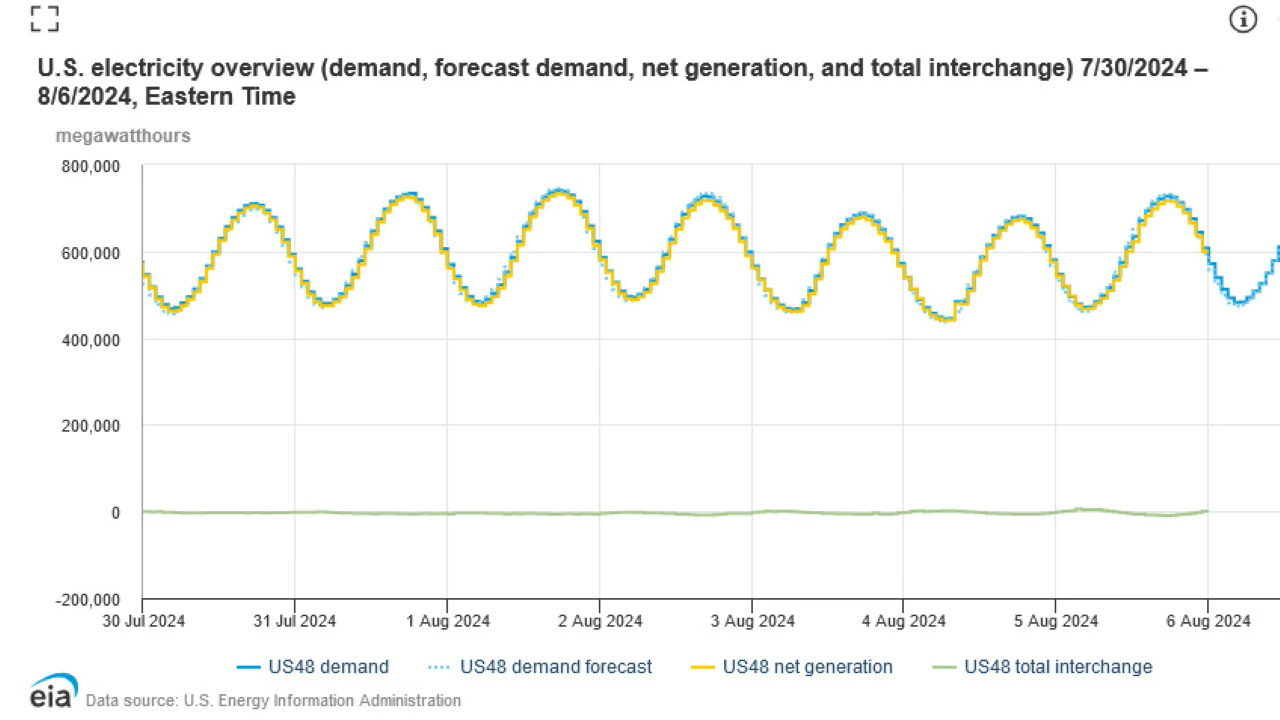 U.S. electricity overview (demand, forecast demand, net generation, and total interchange) 7/30/2024 –
8/6/2024, Eastern Time
megawatthours
800,000
600,000
400,000
200,000
0
-200,000
30 Jul 2024 31 Jul 2024 1 Aug 2024 2 Aug 2024 3 Aug 2024 4 Aug 2024 5 Aug 2024 6 Aug 2024
US48 demand US48 demand forecast US48 net generation US48 total interchange
eia Data source: U.S. Energy Information Administration